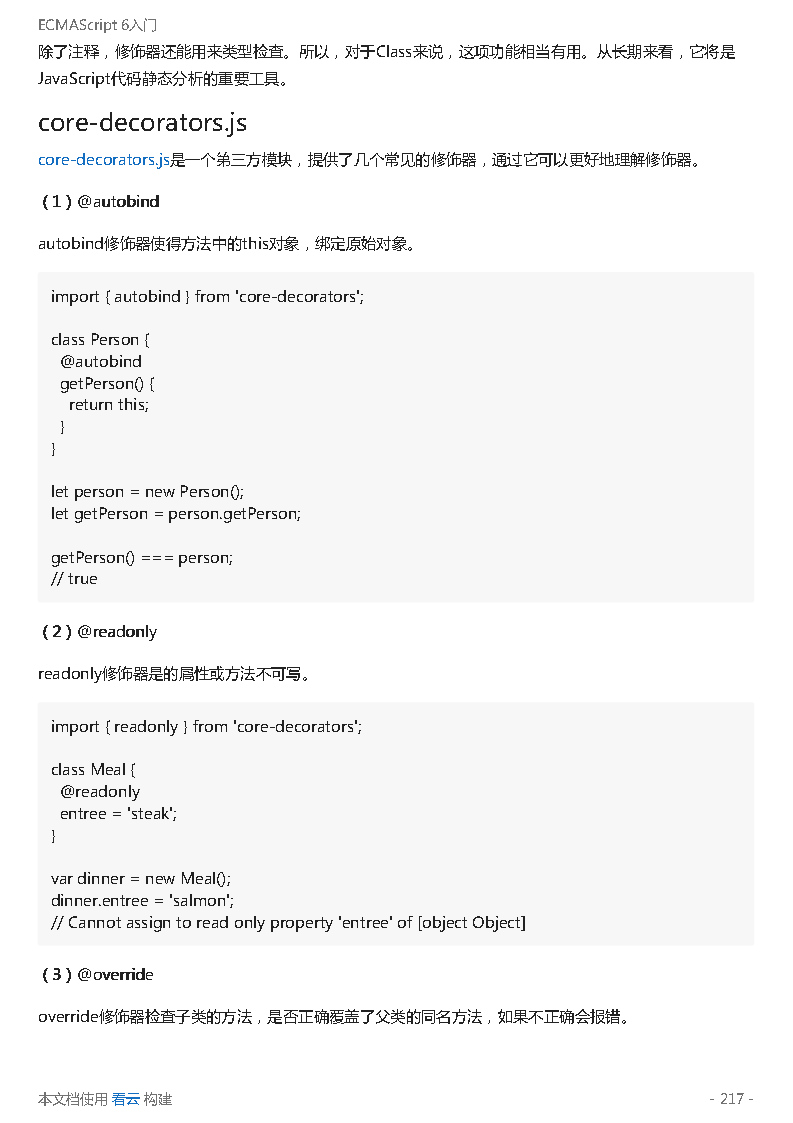 ECMAScript 6入门
除了注释，修饰器还能用来类型检查。所以，对于Class来说，这项功能相当有用。从长期来看，它将是
JavaScript代码静态分析的重要工具。
core-decorators.js
core-decorators.js是一个第三方模块，提供了几个常见的修饰器，通过它可以更好地理解修饰器。
（1）@autobind
autobind修饰器使得方法中的this对象，绑定原始对象。
import { autobind } from 'core-decorators';
class Person {
  @autobind
  getPerson() {
    return this;
  }
}
let person = new Person();
let getPerson = person.getPerson;
getPerson() === person;
// true
（2）@readonly
readonly修饰器是的属性或方法不可写。
import { readonly } from 'core-decorators';
class Meal {
  @readonly
  entree = 'steak';
}
var dinner = new Meal();
dinner.entree = 'salmon';
// Cannot assign to read only property 'entree' of [object Object]
（3）@override
override修饰器检查子类的方法，是否正确覆盖了父类的同名方法，如果不正确会报错。
本文档使用 看云 构建
- 217 -